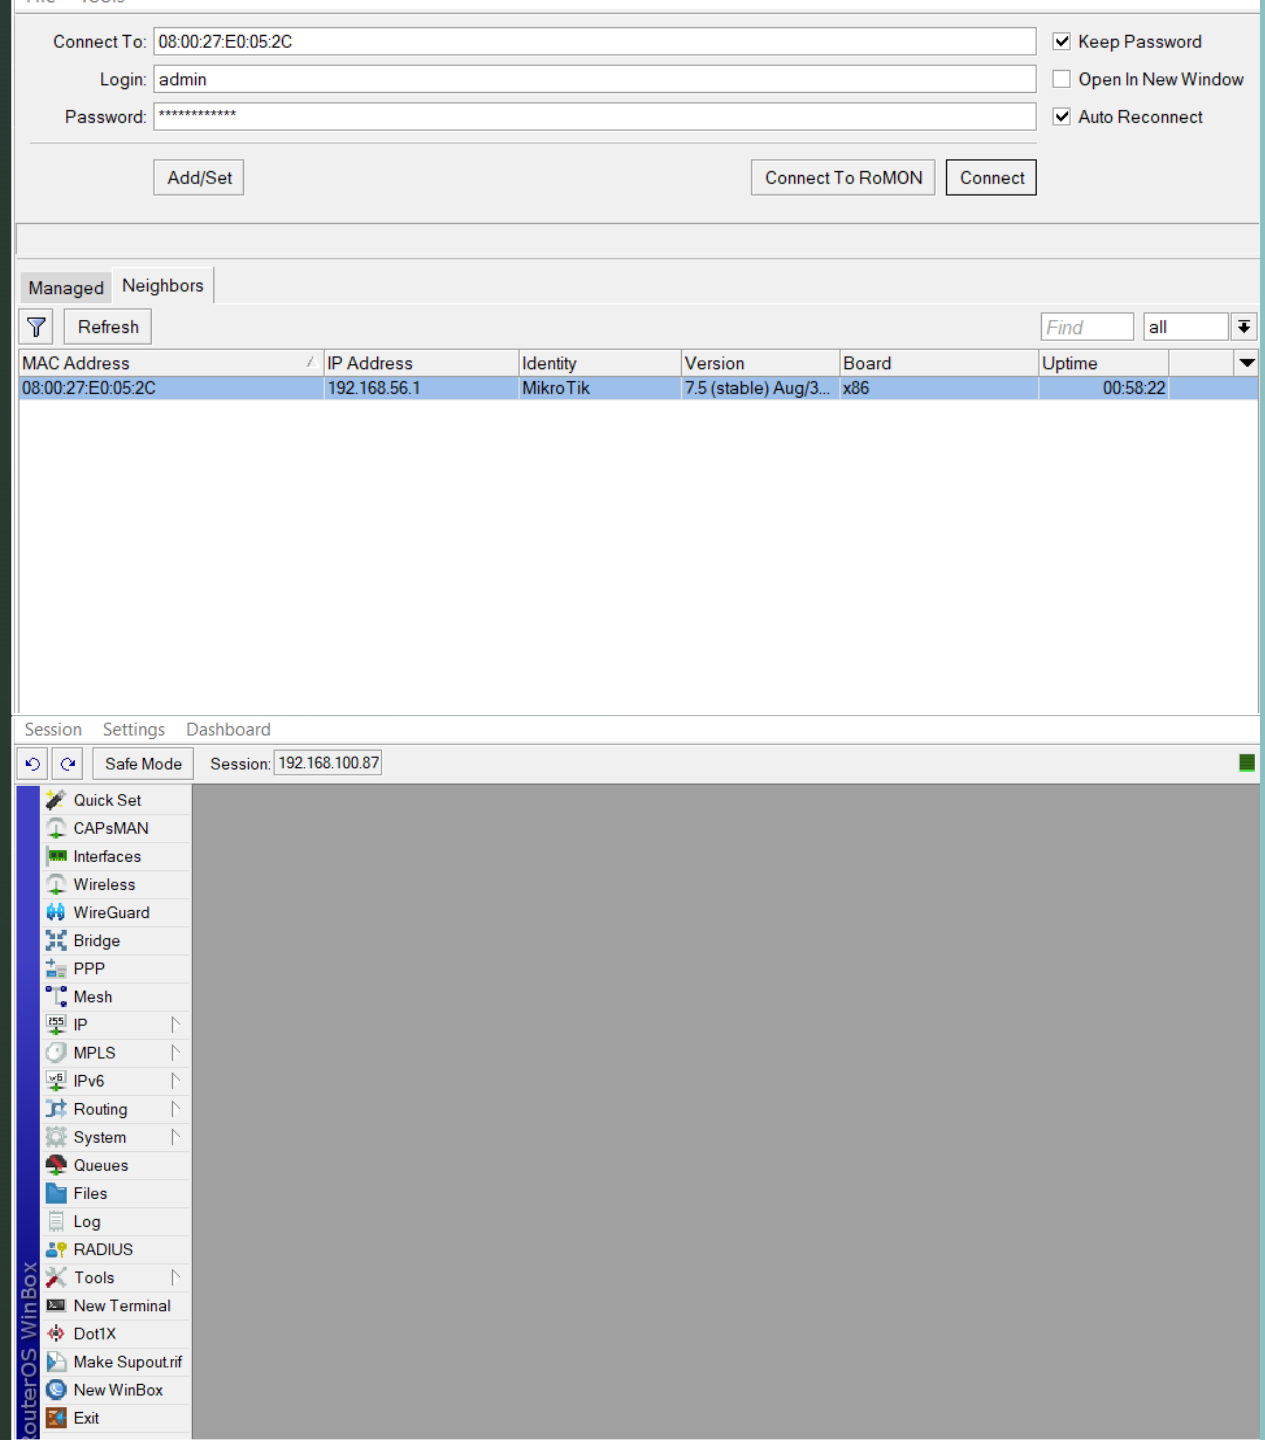 Connect To: 08:00:27:E0:05:2C Keep Password
Login: admin Open In New Window
Password: ************ Auto Reconnect
Add/Set Connect To RoMON Connect
Managed Neighbors
Refresh Find all
MAC Address IP Address Identity Version Board Uptime
08:00:27:E0:05:2C 192.168.56.1 MikroTik 7.5 (stable) Aug/3... x86 00:58:22
Session Settings Dashboard
Safe Mode Session: 192.168.100.87
Quick Set
CAPsMAN
Interfaces
Wireless
WireGuard
Bridge
PPP
Mesh
255 IP
MPLS
v6 IPv6
Routing
System
Queues
Files
Log
RADIUS
Tools
New Terminal
Dot1X
Make Supout.rif
New WinBox
Exit
RouterOS WinBox